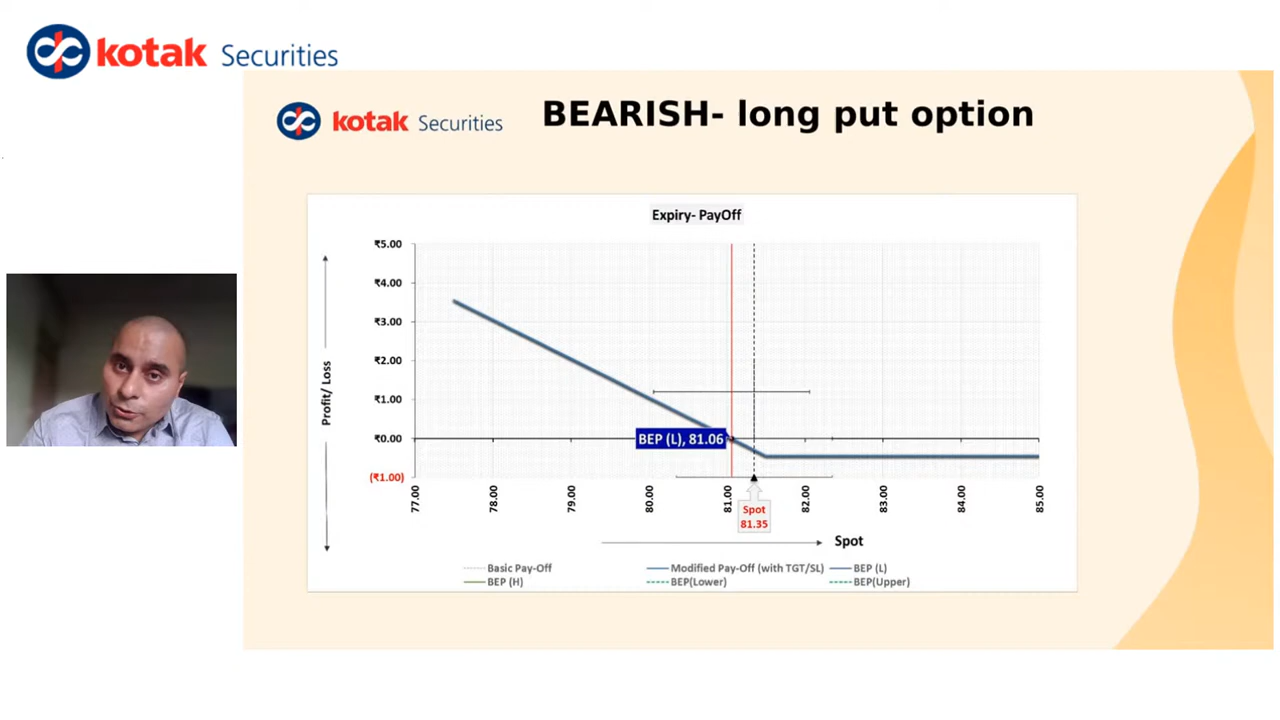 kotak Securities
kotak Securities
BEARISH- long put option
Expiry- PayOff
₹5.00
₹4.00
₹3.00
₹2.00
₹1.00
₹0.00
(₹1.00)
Profit/ Loss
BEP (L), 81.06
77.00
78.00
79.00
80.00
81.00
82.00
83.00
84.00
85.00
Spot
81.35
Spot
Basic Pay-Off
Modified Pay-Off (with TGT/SL)
BEP (L)
BEP (H)
BEP(Lower)
BEP(Upper)